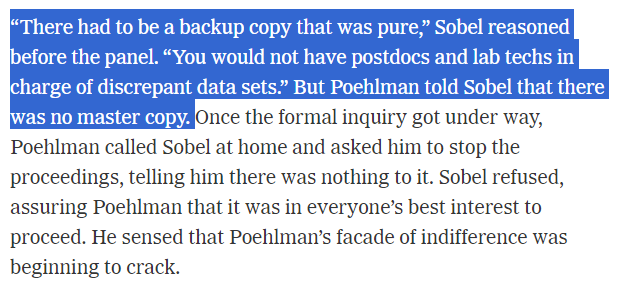 “There had to be a backup copy that was pure,” Sobel reasoned
before the panel. “You would not have postdocs and lab techs in
charge of discrepant data sets.” But Poehlman told Sobel that there
was no master copy. Once the formal inquiry got under way,
Poehlman called Sobel at home and asked him to stop the
proceedings, telling him there was nothing to it. Sobel refused,
assuring Poehlman that it was in everyone’s best interest to
proceed. He sensed that Poehlman’s facade of indifference was
beginning to crack.